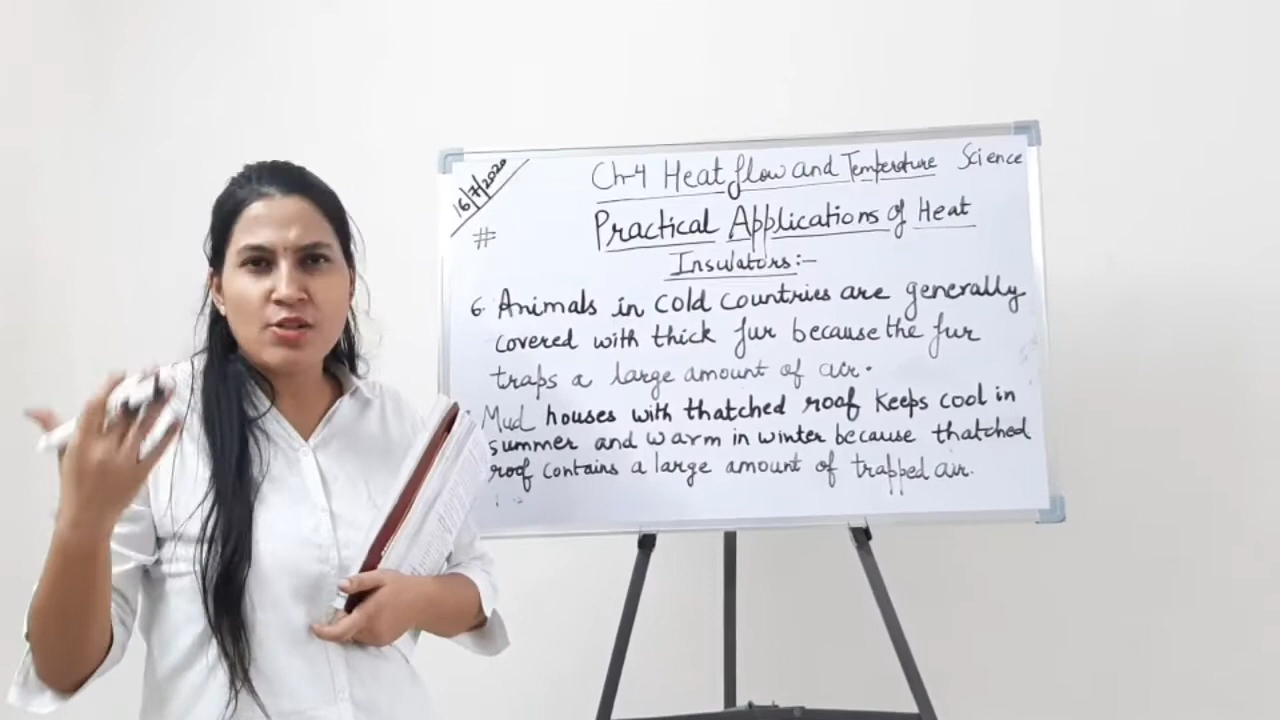 16/7/2020
Ch-4 Heat flow and Temperature Science
# Practical Applications of Heat
Insulators:-
6. Animals in cold countries are generally
covered with thick fur because the fur
traps a large amount of air.
Mud houses with thatched roof keeps cool in
summer and warm in winter because thatched
roof contains a large amount of trapped air.